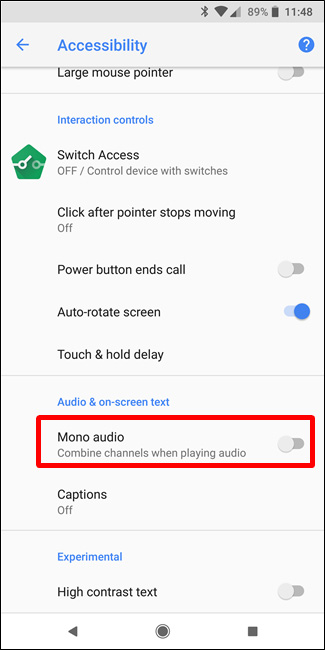 89% 11:48
Accessibility
Large mouse pointer
Interaction controls
Switch Access
OFF / Control device with switches
Click after pointer stops moving
Off
Power button ends call
Auto-rotate screen
Touch & hold delay
Audio & on-screen text
Mono audio
Combine channels when playing audio
Captions
Off
Experimental
High contrast text